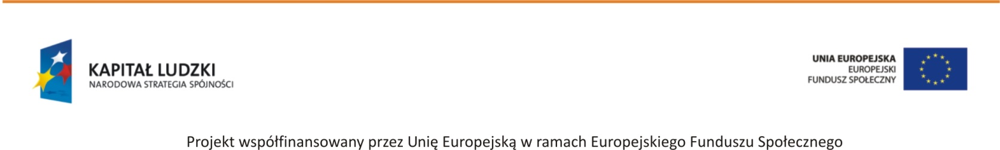 KAPITAŁ LUDZKI
NARODOWA STRATEGIA SPÓJNOŚCI
UNIA EUROPEJSKA
EUROPEJSKI
FUNDUSZ SPOŁECZNY
Projekt współfinansowany przez Unię Europejską w ramach Europejskiego Funduszu Społecznego